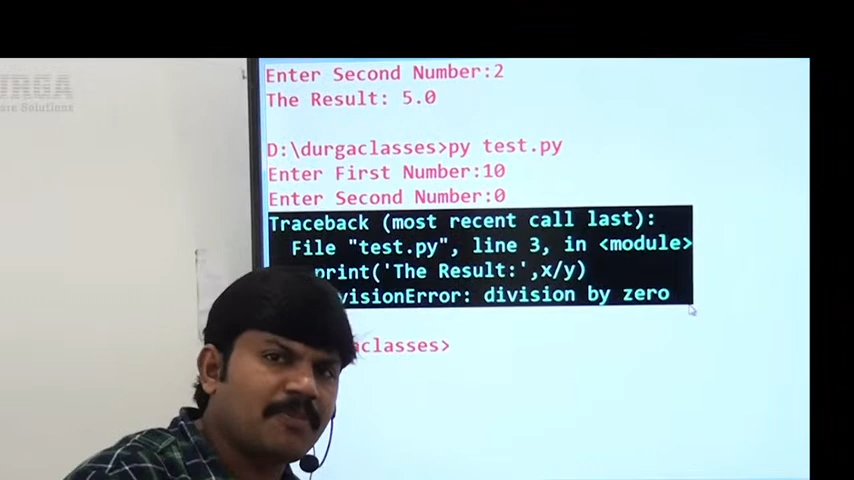 Enter Second Number:2
The Result: 5.0
D:\durgaclasses>py test.py
Enter First Number:10
Enter Second Number:0
Traceback (most recent call last):
File "test.py", line 3, in <module>
print('The Result:',x/y)
visionError: division by zero
aclasses>
URGA
Solutions